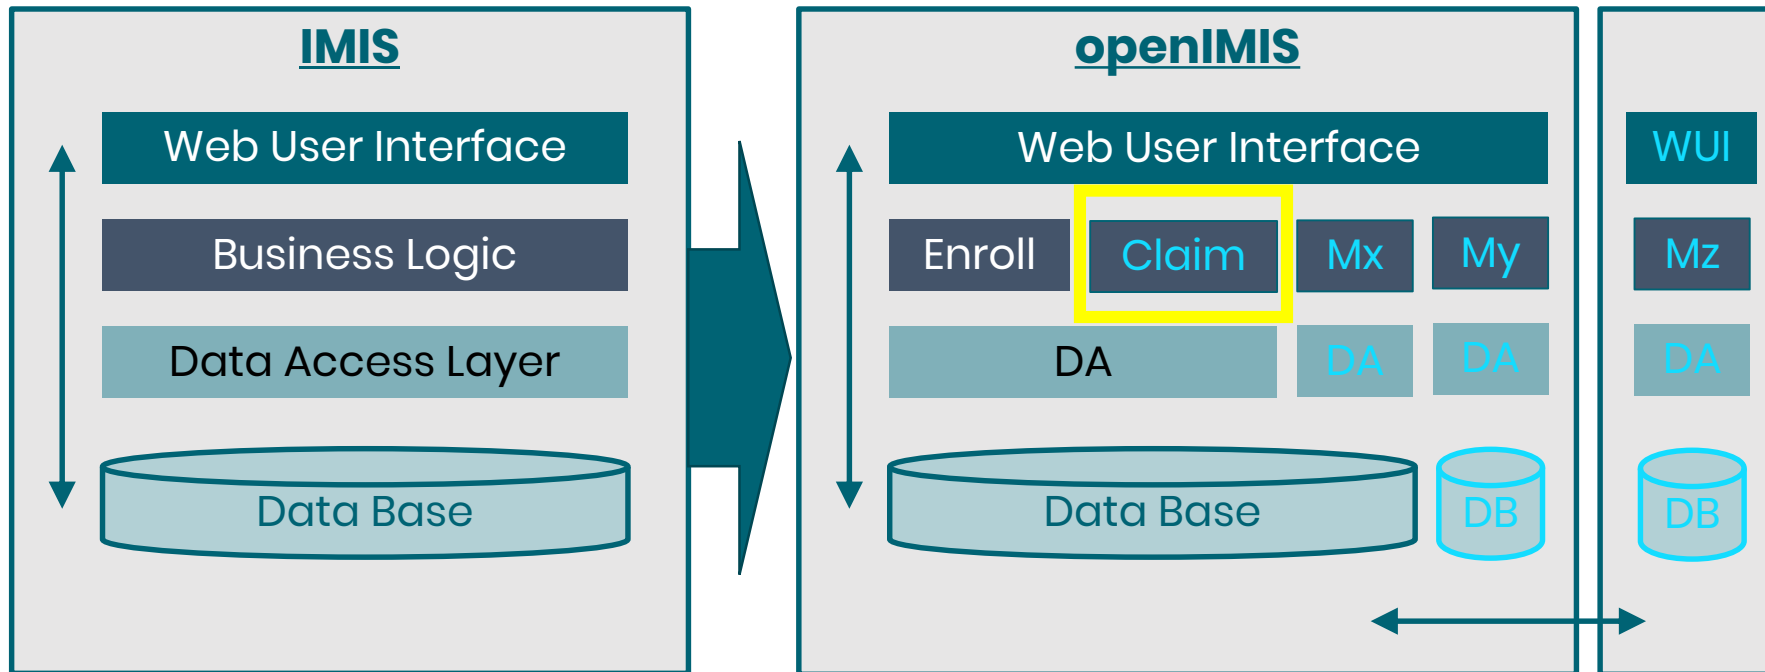 IMIS
Web User Interface
Business Logic
Data Access Layer
Data Base
openIMIS
Web User Interface
Enroll
Claim
Mx
My
DA
DA
DA
Data Base
DB
WUI
Mz
DA
DB